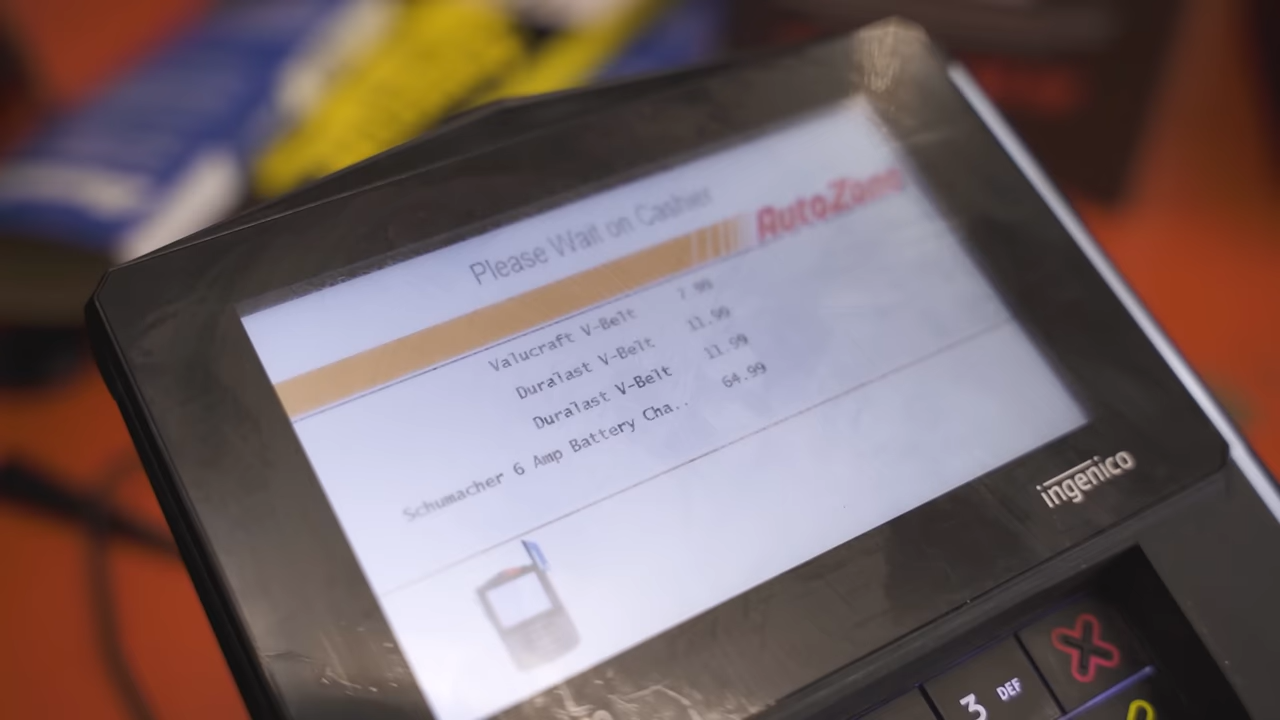 Please Wait on Cashier
AutoZone
Valucraft V-Belt 7.99
Duralast V-Belt 11.99
Duralast V-Belt 11.99
Schumacher 6 Amp Battery Cha.. 64.99
ingenico
3 DEF